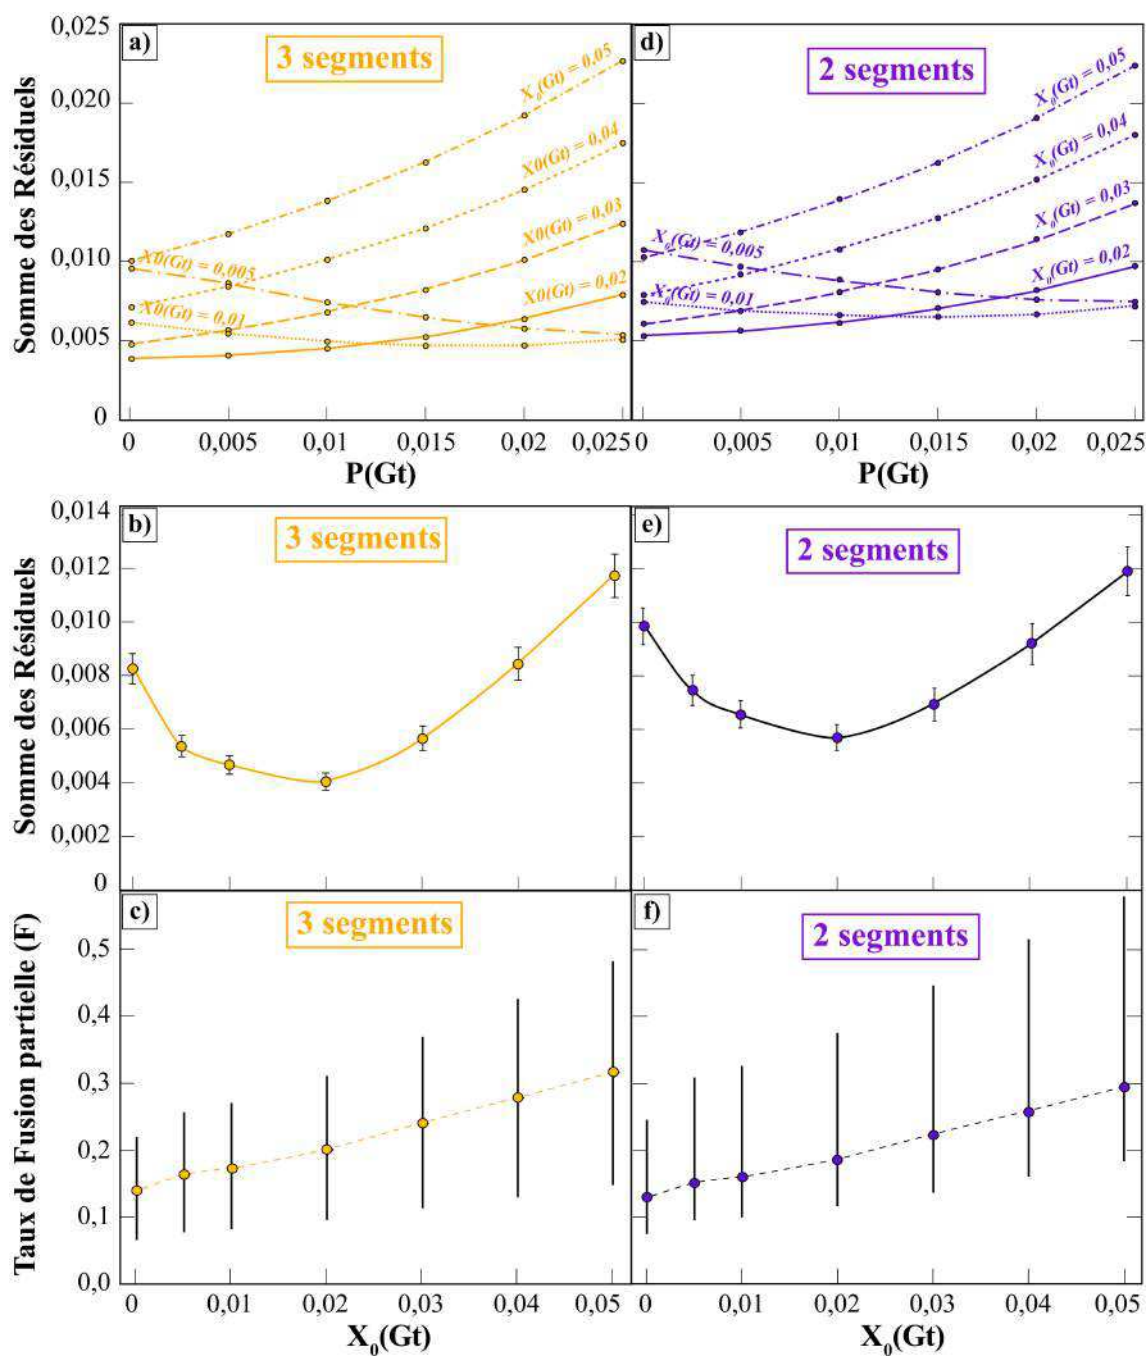 Somme des Résiduels
0,025
0,020
0,015
0,010
0,005
0
a)
3 segments
X₀(Gt) = 0,05
X0(Gt) = 0,04
X0(Gt) = 0,03
X0(Gt) = 0,02
X0(Gt) = 0,005
X0(Gt) = 0,01
0 0,005 0,01 0,015 0,02 0,025
P(Gt)
d)
2 segments
X₀(Gt) = 0,05
X₀(Gt) = 0,04
X₀(Gt) = 0,03
X₀(Gt) = 0,02
X₀(Gt) = 0,005
X₀(Gt) = 0,01
0 0,005 0,01 0,015 0,02 0,025
P(Gt)
Somme des Résiduels
0,014
0,012
0,010
0,008
0,006
0,004
0,002
0
b)
3 segments
e)
2 segments
Taux de Fusion partielle (F)
0,5
0,4
0,3
0,2
0,1
0,0
c)
3 segments
0 0,01 0,02 0,03 0,04 0,05
X₀(Gt)
f)
2 segments
0 0,01 0,02 0,03 0,04 0,05
X₀(Gt)